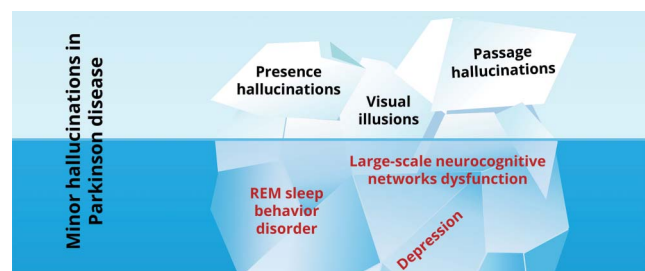 Minor hallucinations in
Parkinson disease
Presence
hallucinations
Visual
illusions
Passage
hallucinations
Large-scale neurocognitive
networks dysfunction
REM sleep
behavior
disorder
Depression